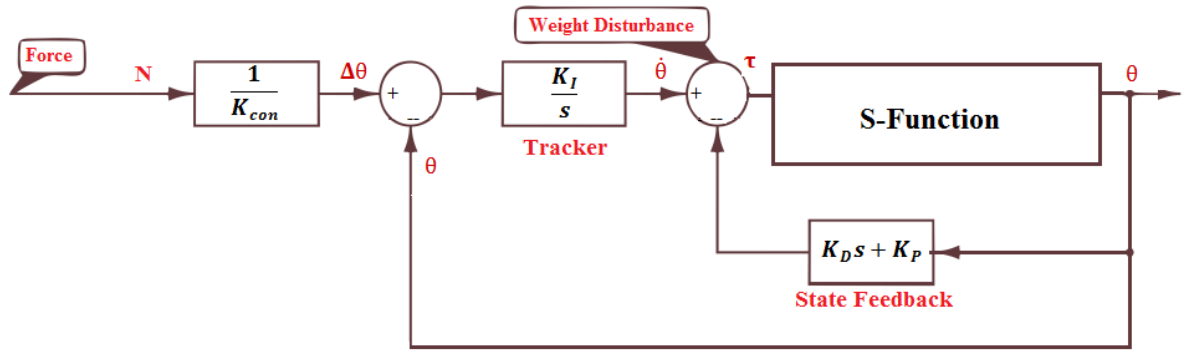 Weight Disturbance
Force
N
1
K_con
Δθ
+
--
K_I
s
Tracker
θ̇
+
--
τ
S-Function
θ
θ
K_D s + K_P
State Feedback